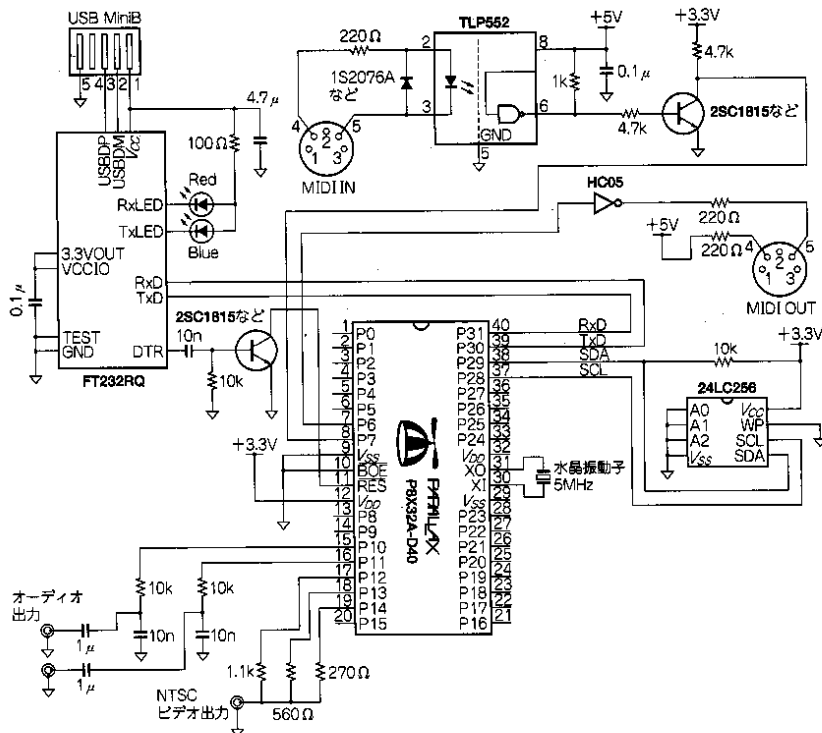 USB MiniB
5 4 3 2 1
USBDP
USBDM
VCC
4.7μ
100Ω
Red
RxLED
TxLED
Blue
3.3VOUT
VCCIO
0.1μ
RxD
TxD
TEST
GND
DTR
FT232RQ
10n
10k
2SC1815など
220Ω
1S2076A
など
4 2 5
1 3
MIDI IN
TLP552
2
3
8
6
GND
5
+5V
1k
0.1μ
4.7k
+3.3V
4.7k
2SC1815など
HC05
220Ω
+5V
220Ω
4 2 5
1 3
MIDI OUT
1 P0
2 P1
3 P2
4 P3
5 P4
6 P5
7 P6
8 P7
9 VSS
10 BOE
11 RES
12 VDD
13 P8
14 P9
15 P10
16 P11
17 P12
18 P13
19 P14
20 P15
PARALLAX
P8X32A-D40
P31 40 RxD
P30 39 TxD
P29 38 SDA
P28 37 SCL
P27 36
P26 35
P25 34
P24 33
VDD 32
XO 31
XI 30
VSS 29
P23 28
P22 27
P21 26
P20 25
P19 24
P18 23
P17 22
P16 21
水晶振動子
5MHz
+3.3V
10k
+3.3V
24LC256
A0 VCC
A1 WP
A2 SCL
VSS SDA
オーディオ
出力
10k
10k
10n
10n
1μ
1μ
1.1k
270Ω
560Ω
NTSC
ビデオ出力